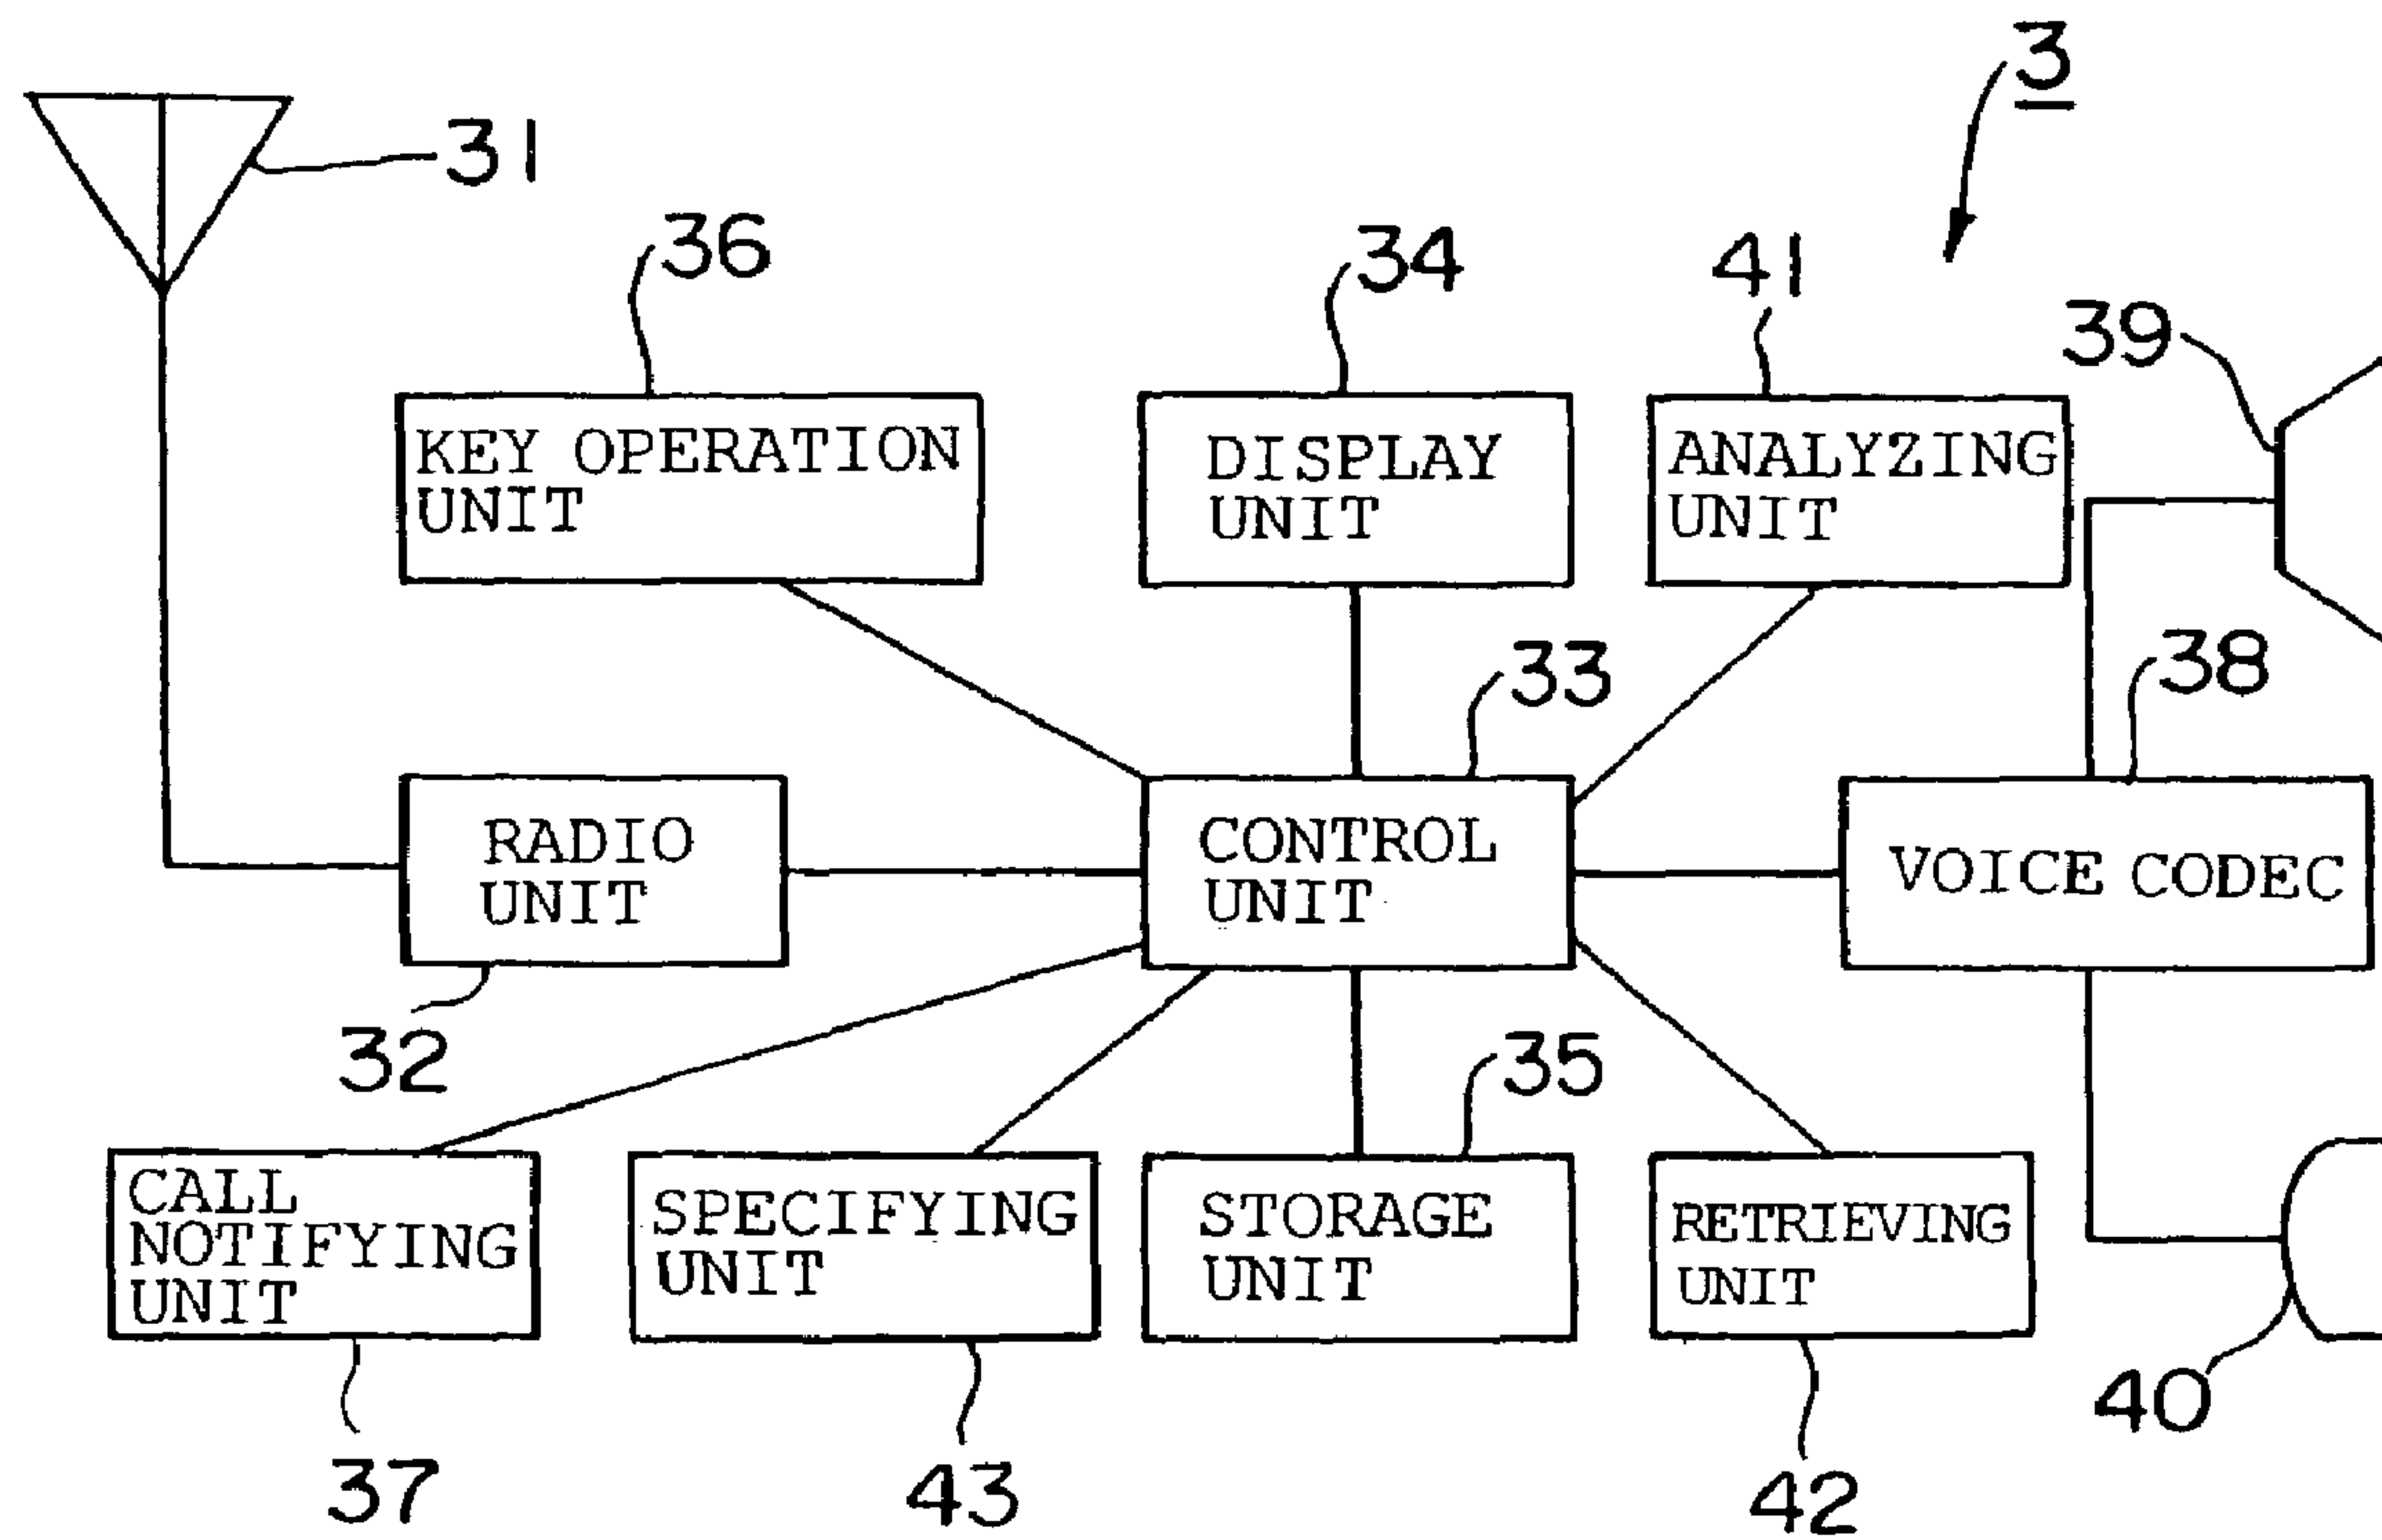 3
31
36
34
41
39
KEY OPERATION
UNIT
DISPLAY
UNIT
ANALYZING
UNIT
33
38
RADIO
UNIT
CONTROL
UNIT
VOICE CODEC
32
35
CALL
NOTIFYING
UNIT
SPECIFYING
UNIT
STORAGE
UNIT
RETRIEVING
UNIT
40
37
43
42